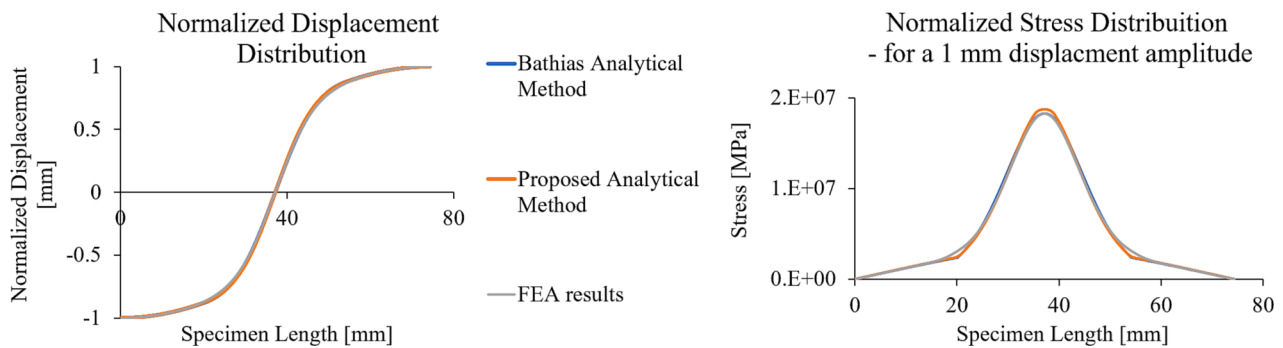 Normalized Displacement
Distribution
Normalized Displacement
[mm]
1
0.5
0
-0.5
-1
0
40
80
Specimen Length [mm]
Bathias Analytical
Method
Proposed Analytical
Method
FEA results
Normalized Stress Distribuition
- for a 1 mm displacment amplitude
Stress [MPa]
2.E+07
1.E+07
0.E+00
0
20
40
60
80
Specimen Length [mm]